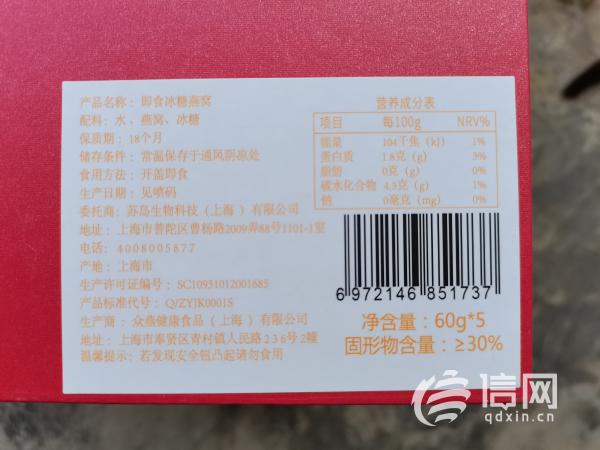 产品名称：即食冰糖燕窝
配料：水、燕窝、冰糖
保质期：18个月
储存条件：常温保存于通风阴凉处
食用方法：开盖即食
生产日期：见喷码
委托商：苏岛生物科技（上海）有限公司
地址：上海市普陀区曹杨路2009弄88号1101-1室
电话：4008005877
产地：上海市
生产许可证编号：SC10931012001685
产品标准代号：Q/ZYJK0001S
生产商：众燕健康食品（上海）有限公司
地址：上海市奉贤区青村镇人民路236号2幢
温馨提示：若发现安全钮凸起请勿食用
营养成分表
项目 每100g NRV%
能量 104千焦（kJ） 1%
蛋白质 1.8克（g） 3%
脂肪 0克（g） 0%
碳水化合物 4.3克（g） 1%
钠 0毫克（mg） 0%
6 972146 851737
净含量：60g*5
固形物含量：≥30%
信网
qdxin.cn